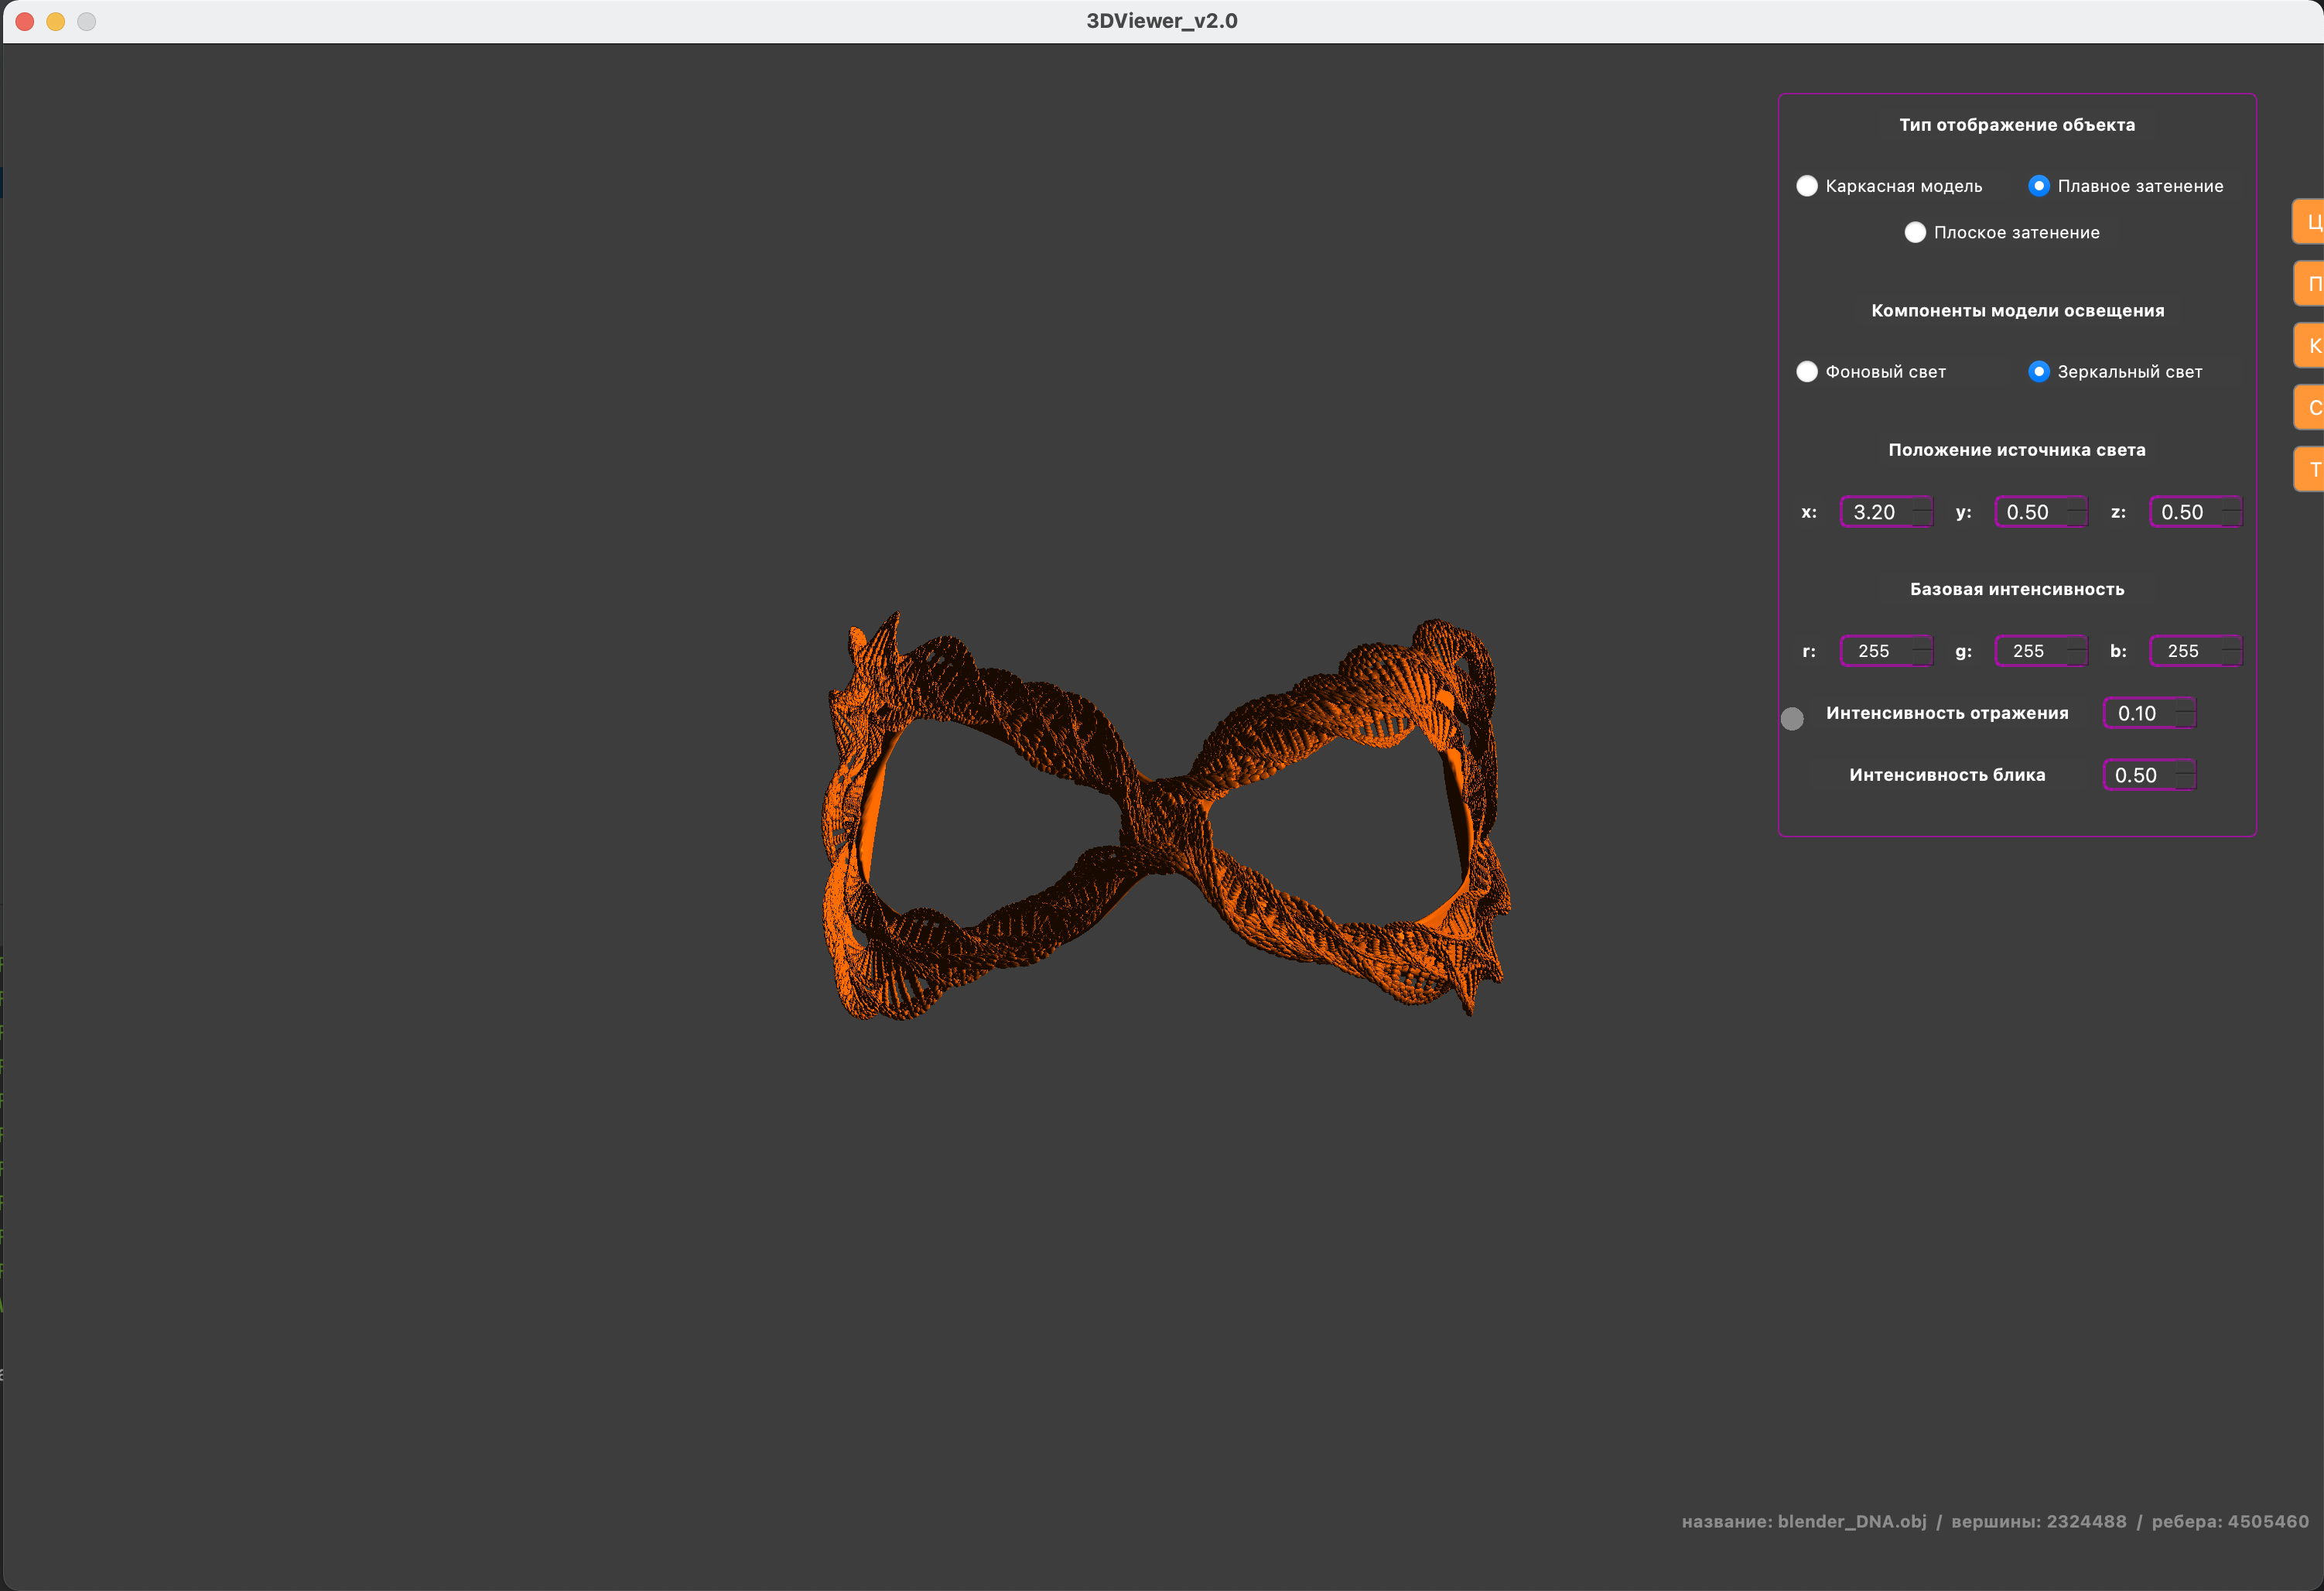 3DViewer_v2.0
Тип отображение объекта
Каркасная модель Плавное затенение
Плоское затенение
Компоненты модели освещения
Фоновый свет Зеркальный свет
Положение источника света
x: 3.20 y: 0.50 z: 0.50
Базовая интенсивность
r: 255 g: 255 b: 255
Интенсивность отражения 0.10
Интенсивность блика 0.50
Ц
П
К
С
Т
название: blender_DNA.obj / вершины: 2324488 / ребера: 4505460